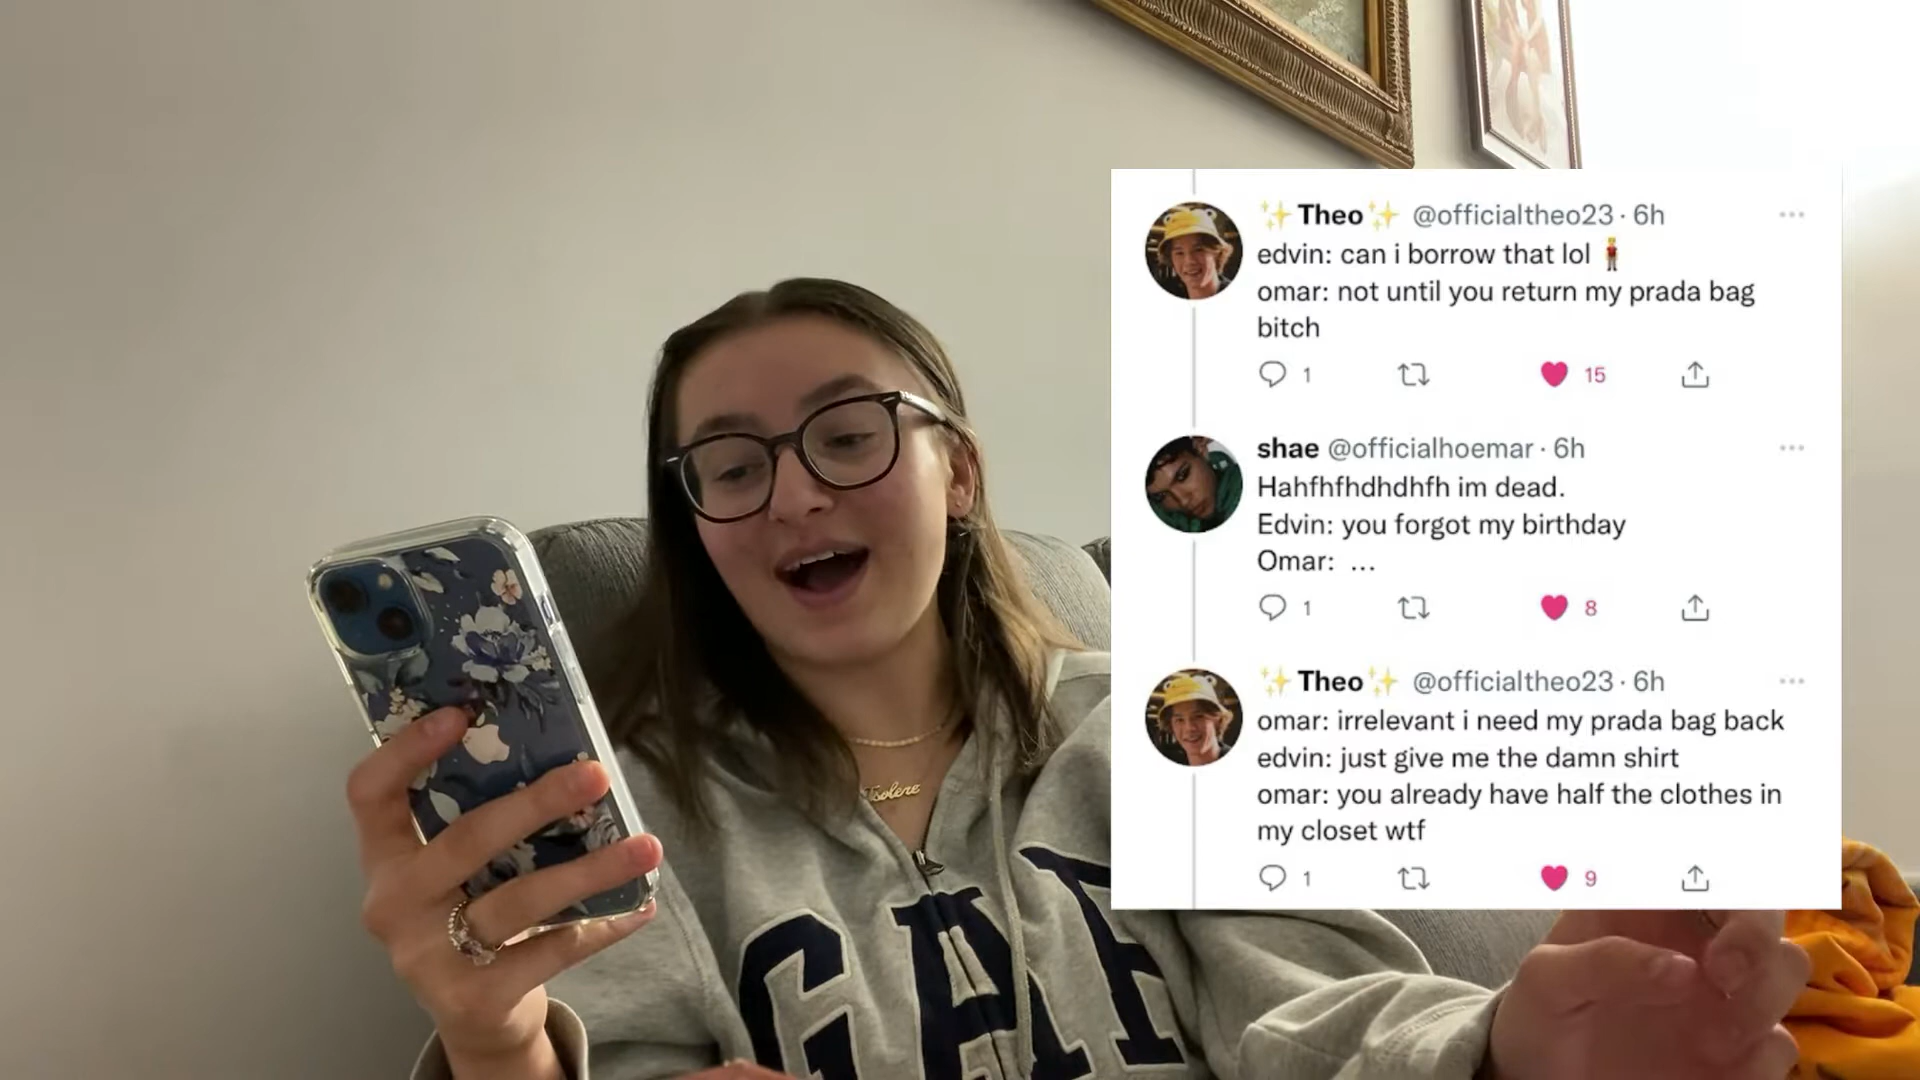 ✨Theo✨ @officialtheo23 · 6h
edvin: can i borrow that lol 🧍‍♂️
omar: not until you return my prada bag
bitch
1 15
shae @officialhoemar · 6h
Hahfhfhdhdhfh im dead.
Edvin: you forgot my birthday
Omar: ...
1 8
✨Theo✨ @officialtheo23 · 6h
omar: irrelevant i need my prada bag back
edvin: just give me the damn shirt
omar: you already have half the clothes in
my closet wtf
1 9
GAP